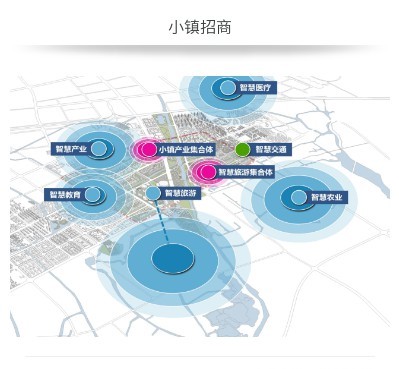 小镇招商
智慧医疗
智慧产业
小镇产业集合体
智慧交通
智慧旅游集合体
智慧教育
智慧旅游
智慧农业